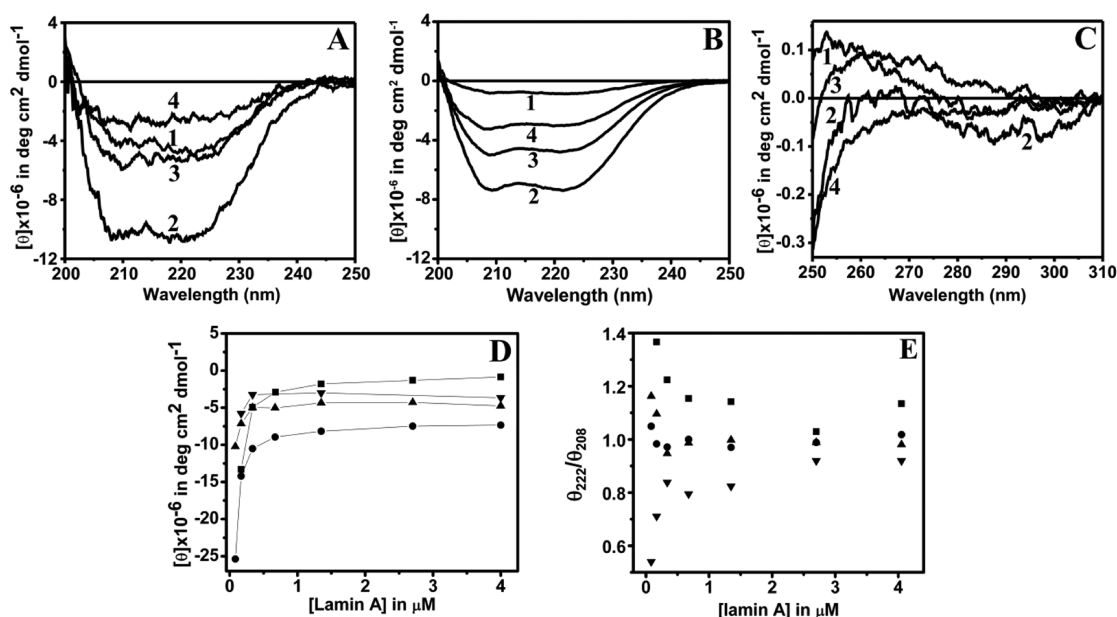 A
[θ]x10-6 in deg cm2 dmol-1
4
0
-4
-8
-12
4
1
3
2
200 210 220 230 240 250
Wavelength (nm)
B
[θ]x10-6 in deg cm2 dmol-1
4
0
-4
-8
-12
1
4
3
2
200 210 220 230 240 250
Wavelength (nm)
C
[θ]x10-6 in deg cm2 dmol-1
0.1
0.0
-0.1
-0.2
-0.3
1
3
2
2
4
250 260 270 280 290 300 310
Wavelength (nm)
D
[θ]x10-6 in deg cm2 dmol-1
5
0
-5
-10
-15
-20
-25
0 1 2 3 4
[Lamin A] in μM
E
θ222/θ208
1.4
1.2
1.0
0.8
0.6
0 1 2 3 4
[lamin A] in μM